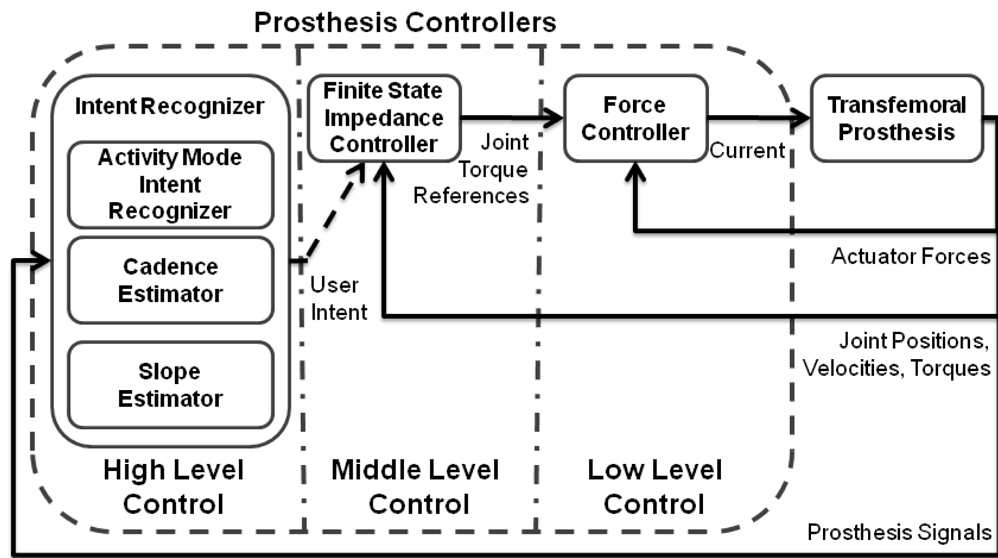 Prosthesis Controllers
Intent Recognizer
Activity Mode
Intent
Recognizer
Cadence
Estimator
Slope
Estimator
High Level
Control
Finite State
Impedance
Controller
User
Intent
Joint
Torque
References
Middle Level
Control
Force
Controller
Current
Low Level
Control
Transfemoral
Prosthesis
Actuator Forces
Joint Positions,
Velocities, Torques
Prosthesis Signals